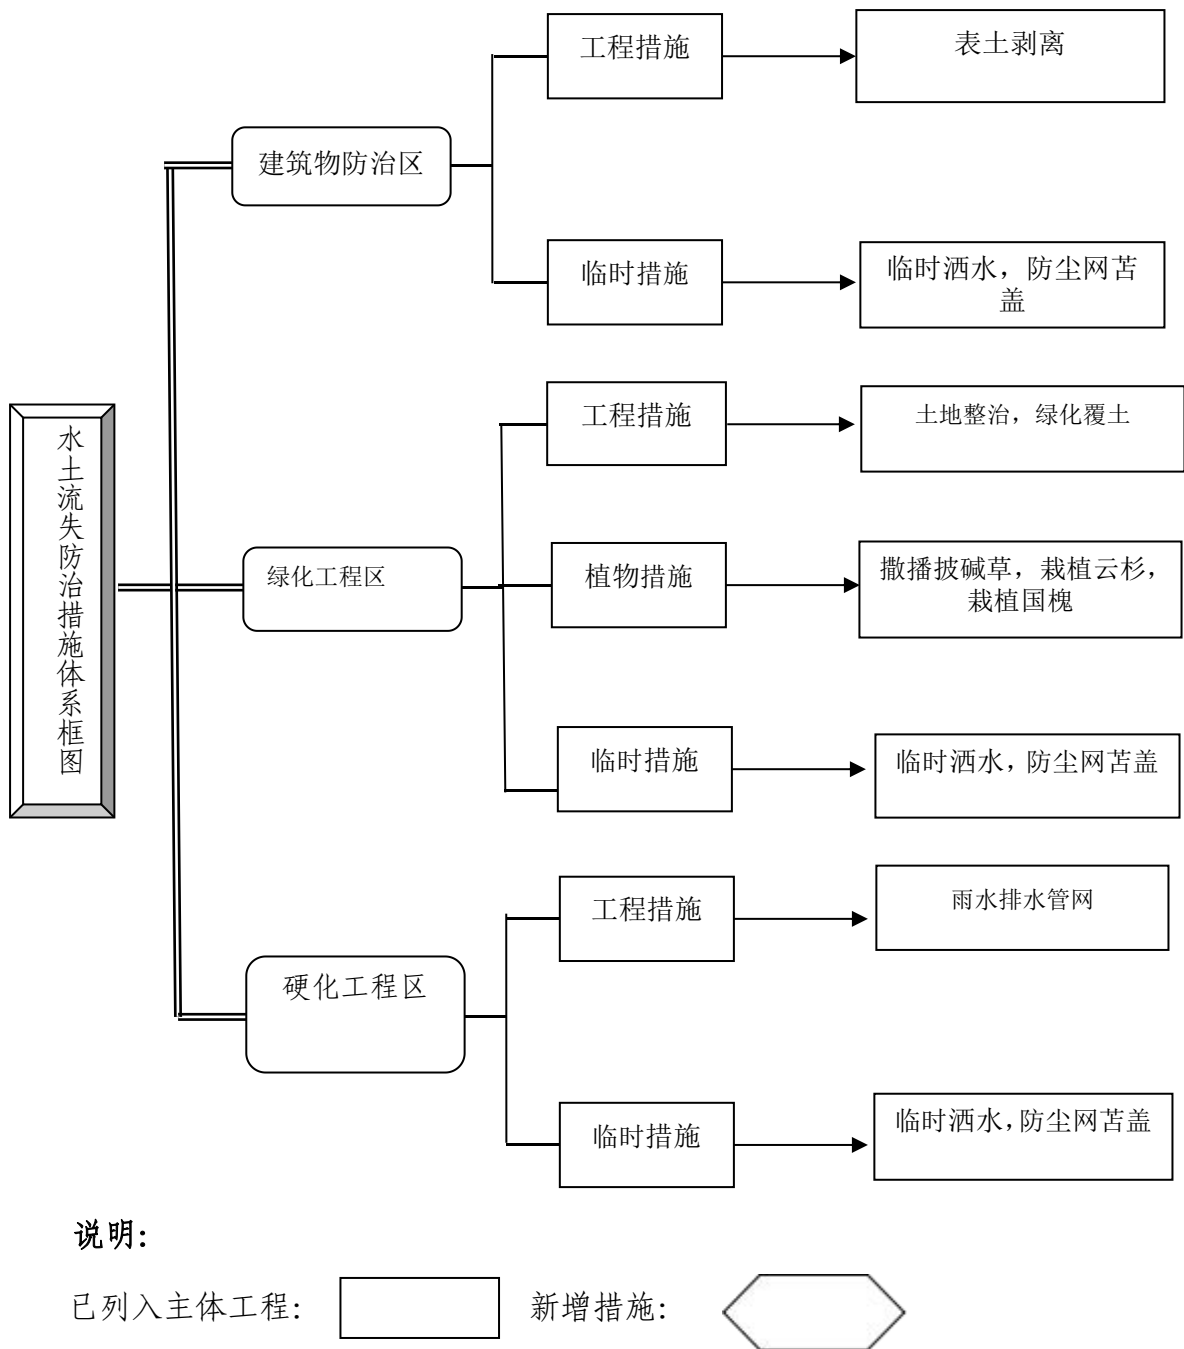 水土流失防治措施体系框图
建筑物防治区
工程措施
表土剥离
临时措施
临时洒水，防尘网苫
盖
绿化工程区
工程措施
土地整治，绿化覆土
植物措施
撒播披碱草，栽植云杉，
栽植国槐
临时措施
临时洒水，防尘网苫盖
硬化工程区
工程措施
雨水排水管网
临时措施
临时洒水，防尘网苫盖
说明：
已列入主体工程： 新增措施：